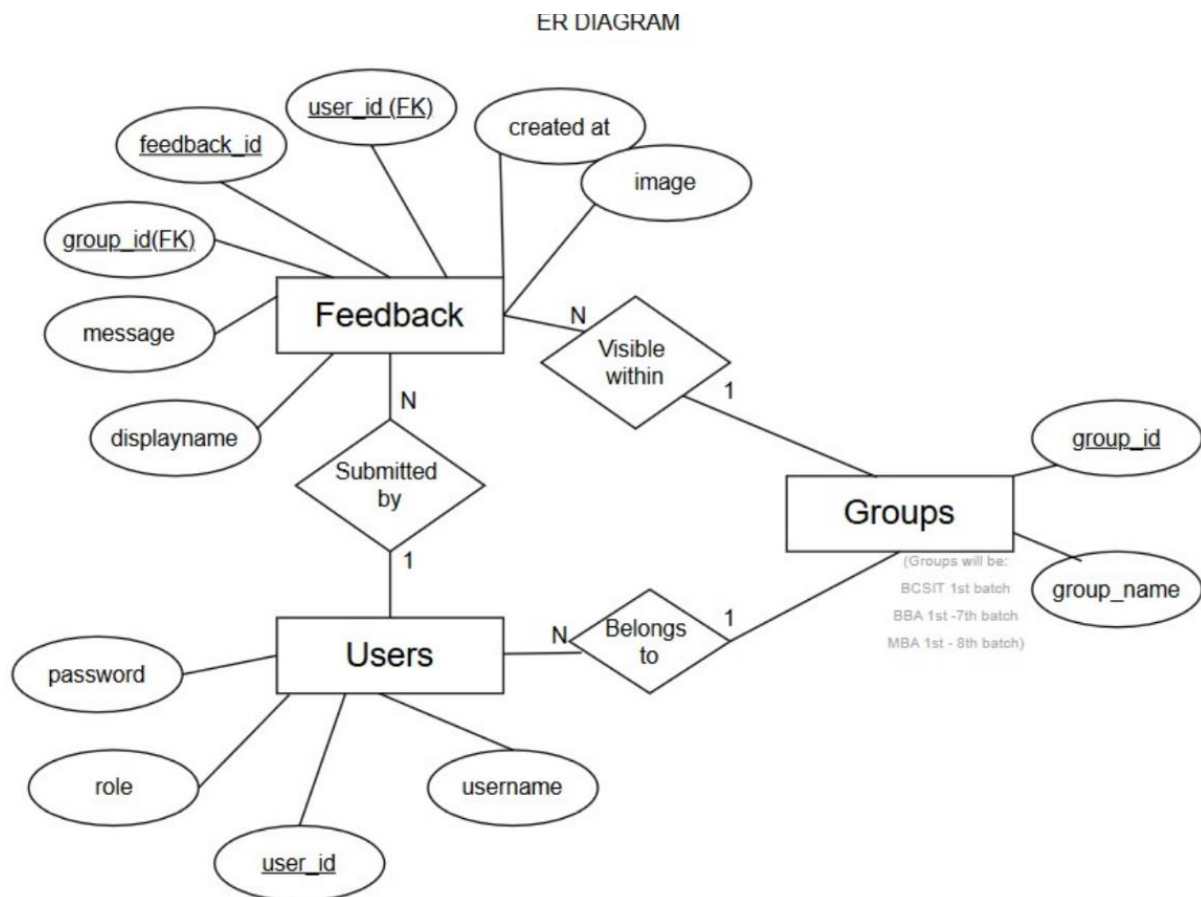 ER DIAGRAM
user_id (FK)
created at
feedback_id
image
group_id(FK)
Feedback
N
message
Visible
within
N
1
displayname
group_id
Submitted
by
Groups
1
(Groups will be:
BCSIT 1st batch
group_name
BBA 1st -7th batch
MBA 1st - 8th batch)
1
N
Belongs
to
Users
password
role
username
user_id